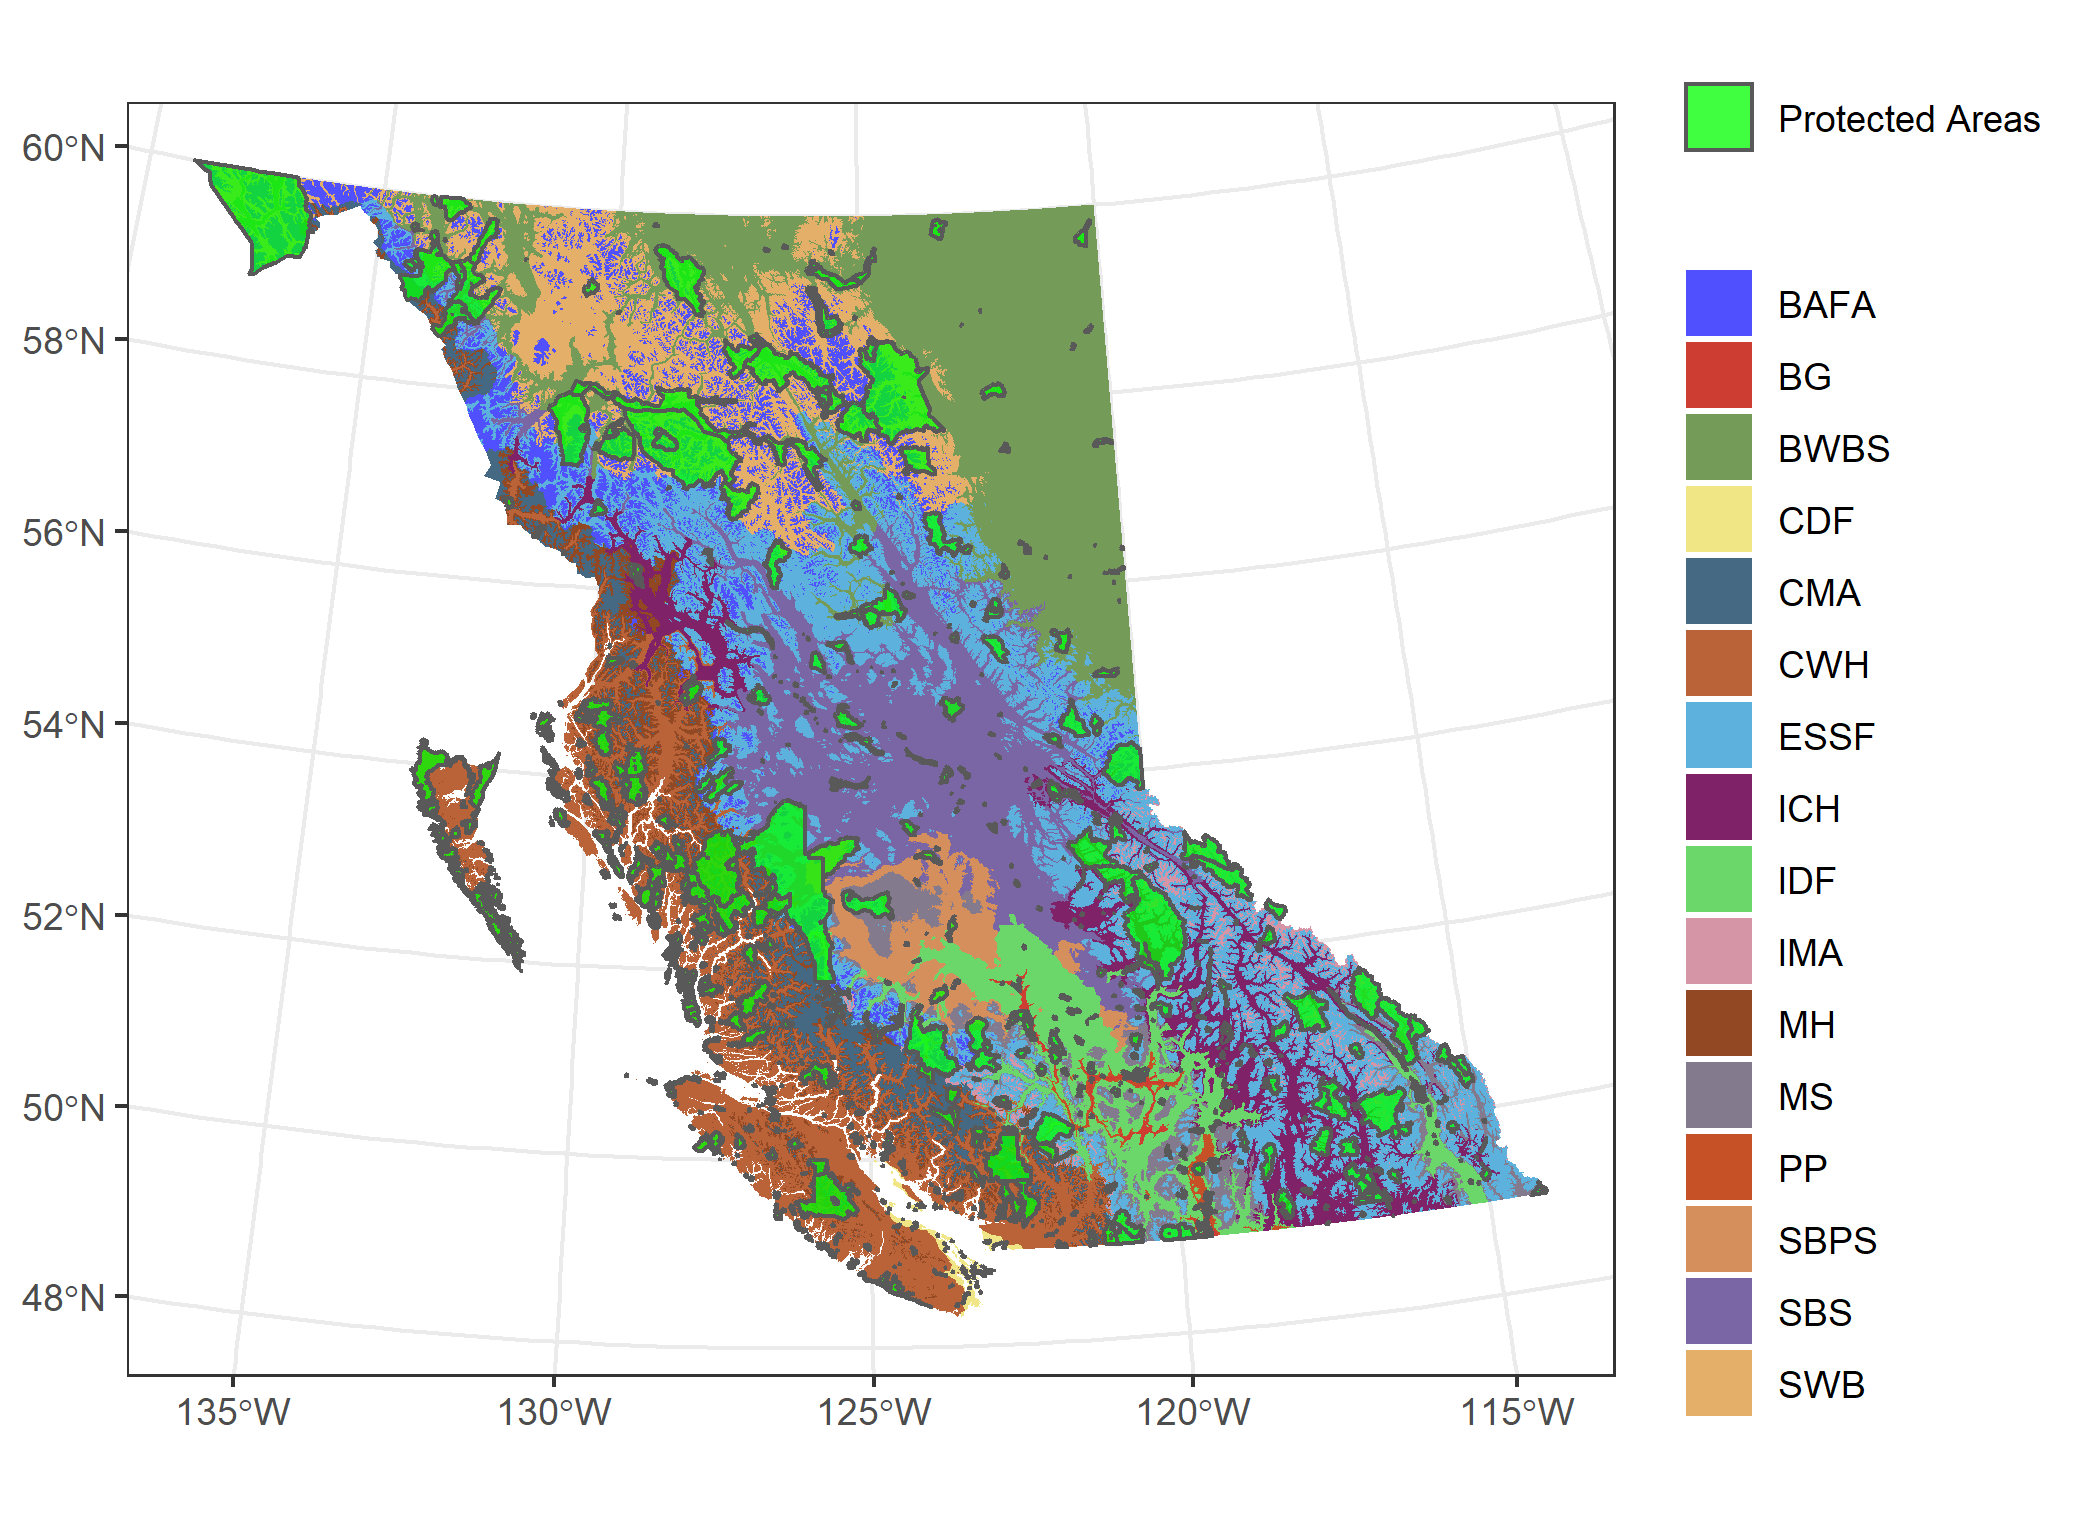 60°N
58°N
56°N
54°N
52°N
50°N
48°N
135°W
130°W
125°W
120°W
115°W
Protected Areas
BAFA
BG
BWBS
CDF
CMA
CWH
ESSF
ICH
IDF
IMA
MH
MS
PP
SBPS
SBS
SWB